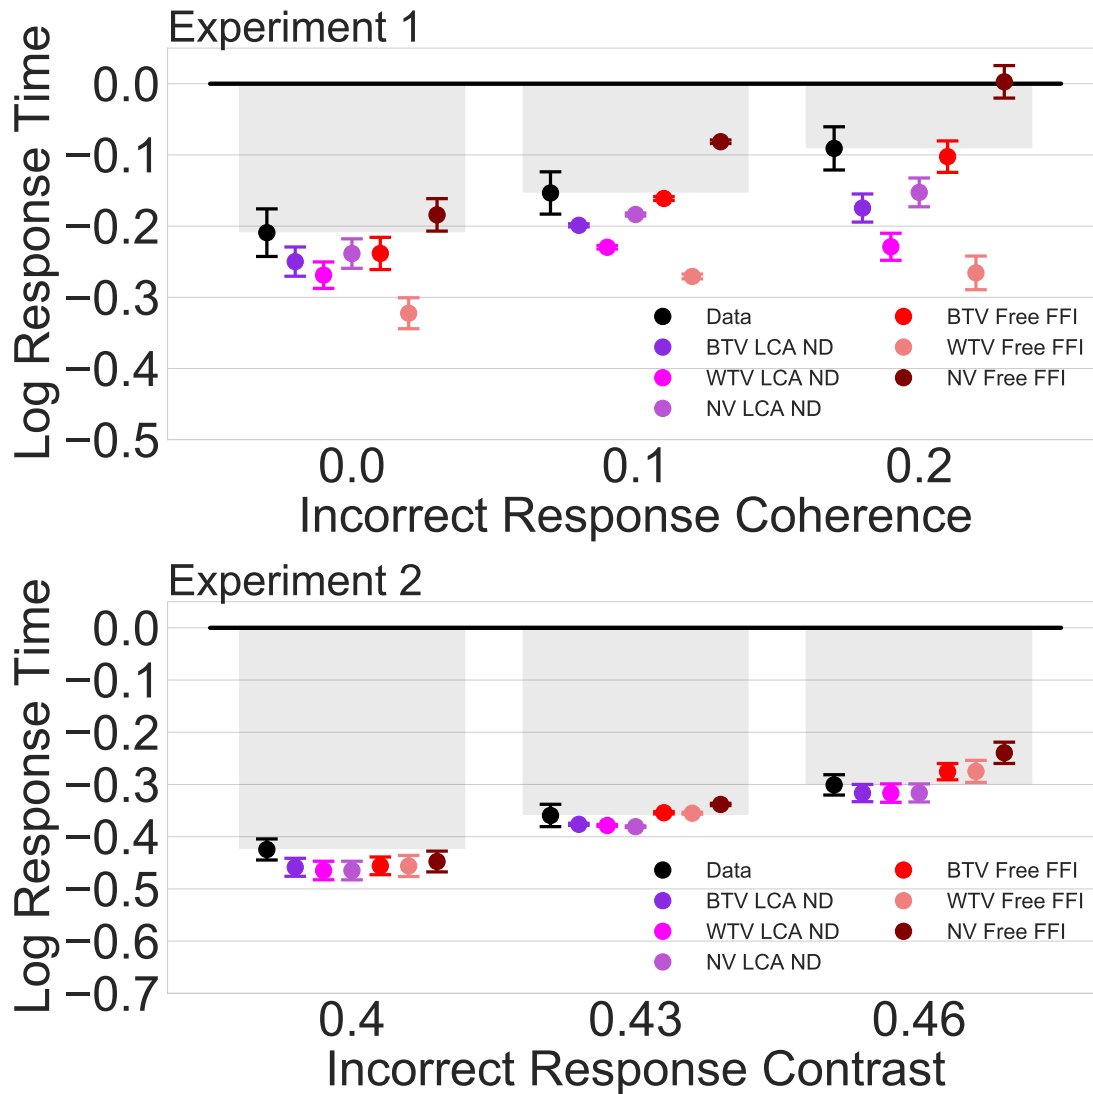 Experiment 1
Log Response Time
0.0
−0.1
−0.2
−0.3
−0.4
−0.5
Data
BTV LCA ND
WTV LCA ND
NV LCA ND
BTV Free FFI
WTV Free FFI
NV Free FFI
0.0 0.1 0.2
Incorrect Response Coherence
Experiment 2
Log Response Time
0.0
−0.1
−0.2
−0.3
−0.4
−0.5
−0.6
−0.7
Data
BTV LCA ND
WTV LCA ND
NV LCA ND
BTV Free FFI
WTV Free FFI
NV Free FFI
0.4 0.43 0.46
Incorrect Response Contrast